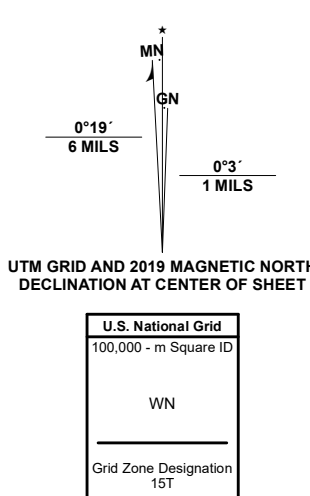 ★
MN
GN
0°19´
6 MILS
0°3´
1 MILS
UTM GRID AND 2019 MAGNETIC NORTH
DECLINATION AT CENTER OF SHEET
U.S. National Grid
100,000 - m Square ID
WN
Grid Zone Designation
15T